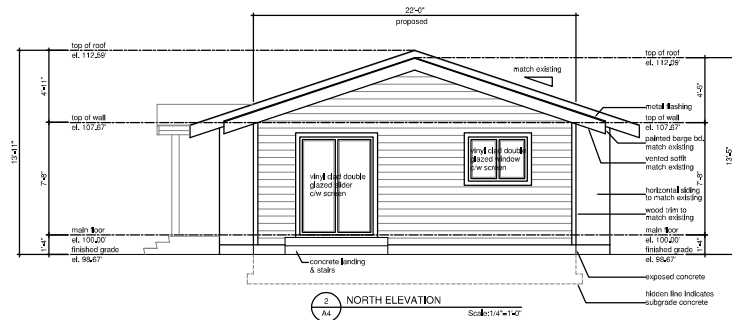 22'-0"
proposed
top of roof
el. 112.59'
top of roof
el. 112.09'
match existing
4'-11"
4'-5"
metal flashing
top of wall
el. 107.67'
top of wall
el. 107.67'
painted barge bd.
match existing
vented soffit
match existing
13'-11"
13'-5"
7'-8"
7'-8"
vinyl clad double
glazed slider
c/w screen
vinyl clad double
glazed window
c/w screen
horizontal siding
to match existing
wood trim to
match existing
main floor
el. 100.00'
finished grade
el. 98.67'
main floor
el. 100.00'
finished grade
el. 98.67'
1'-4"
1'-4"
concrete landing
& stairs
exposed concrete
hidden line indicates
subgrade concrete
2
A4
NORTH ELEVATION
Scale:1/4"=1'-0"